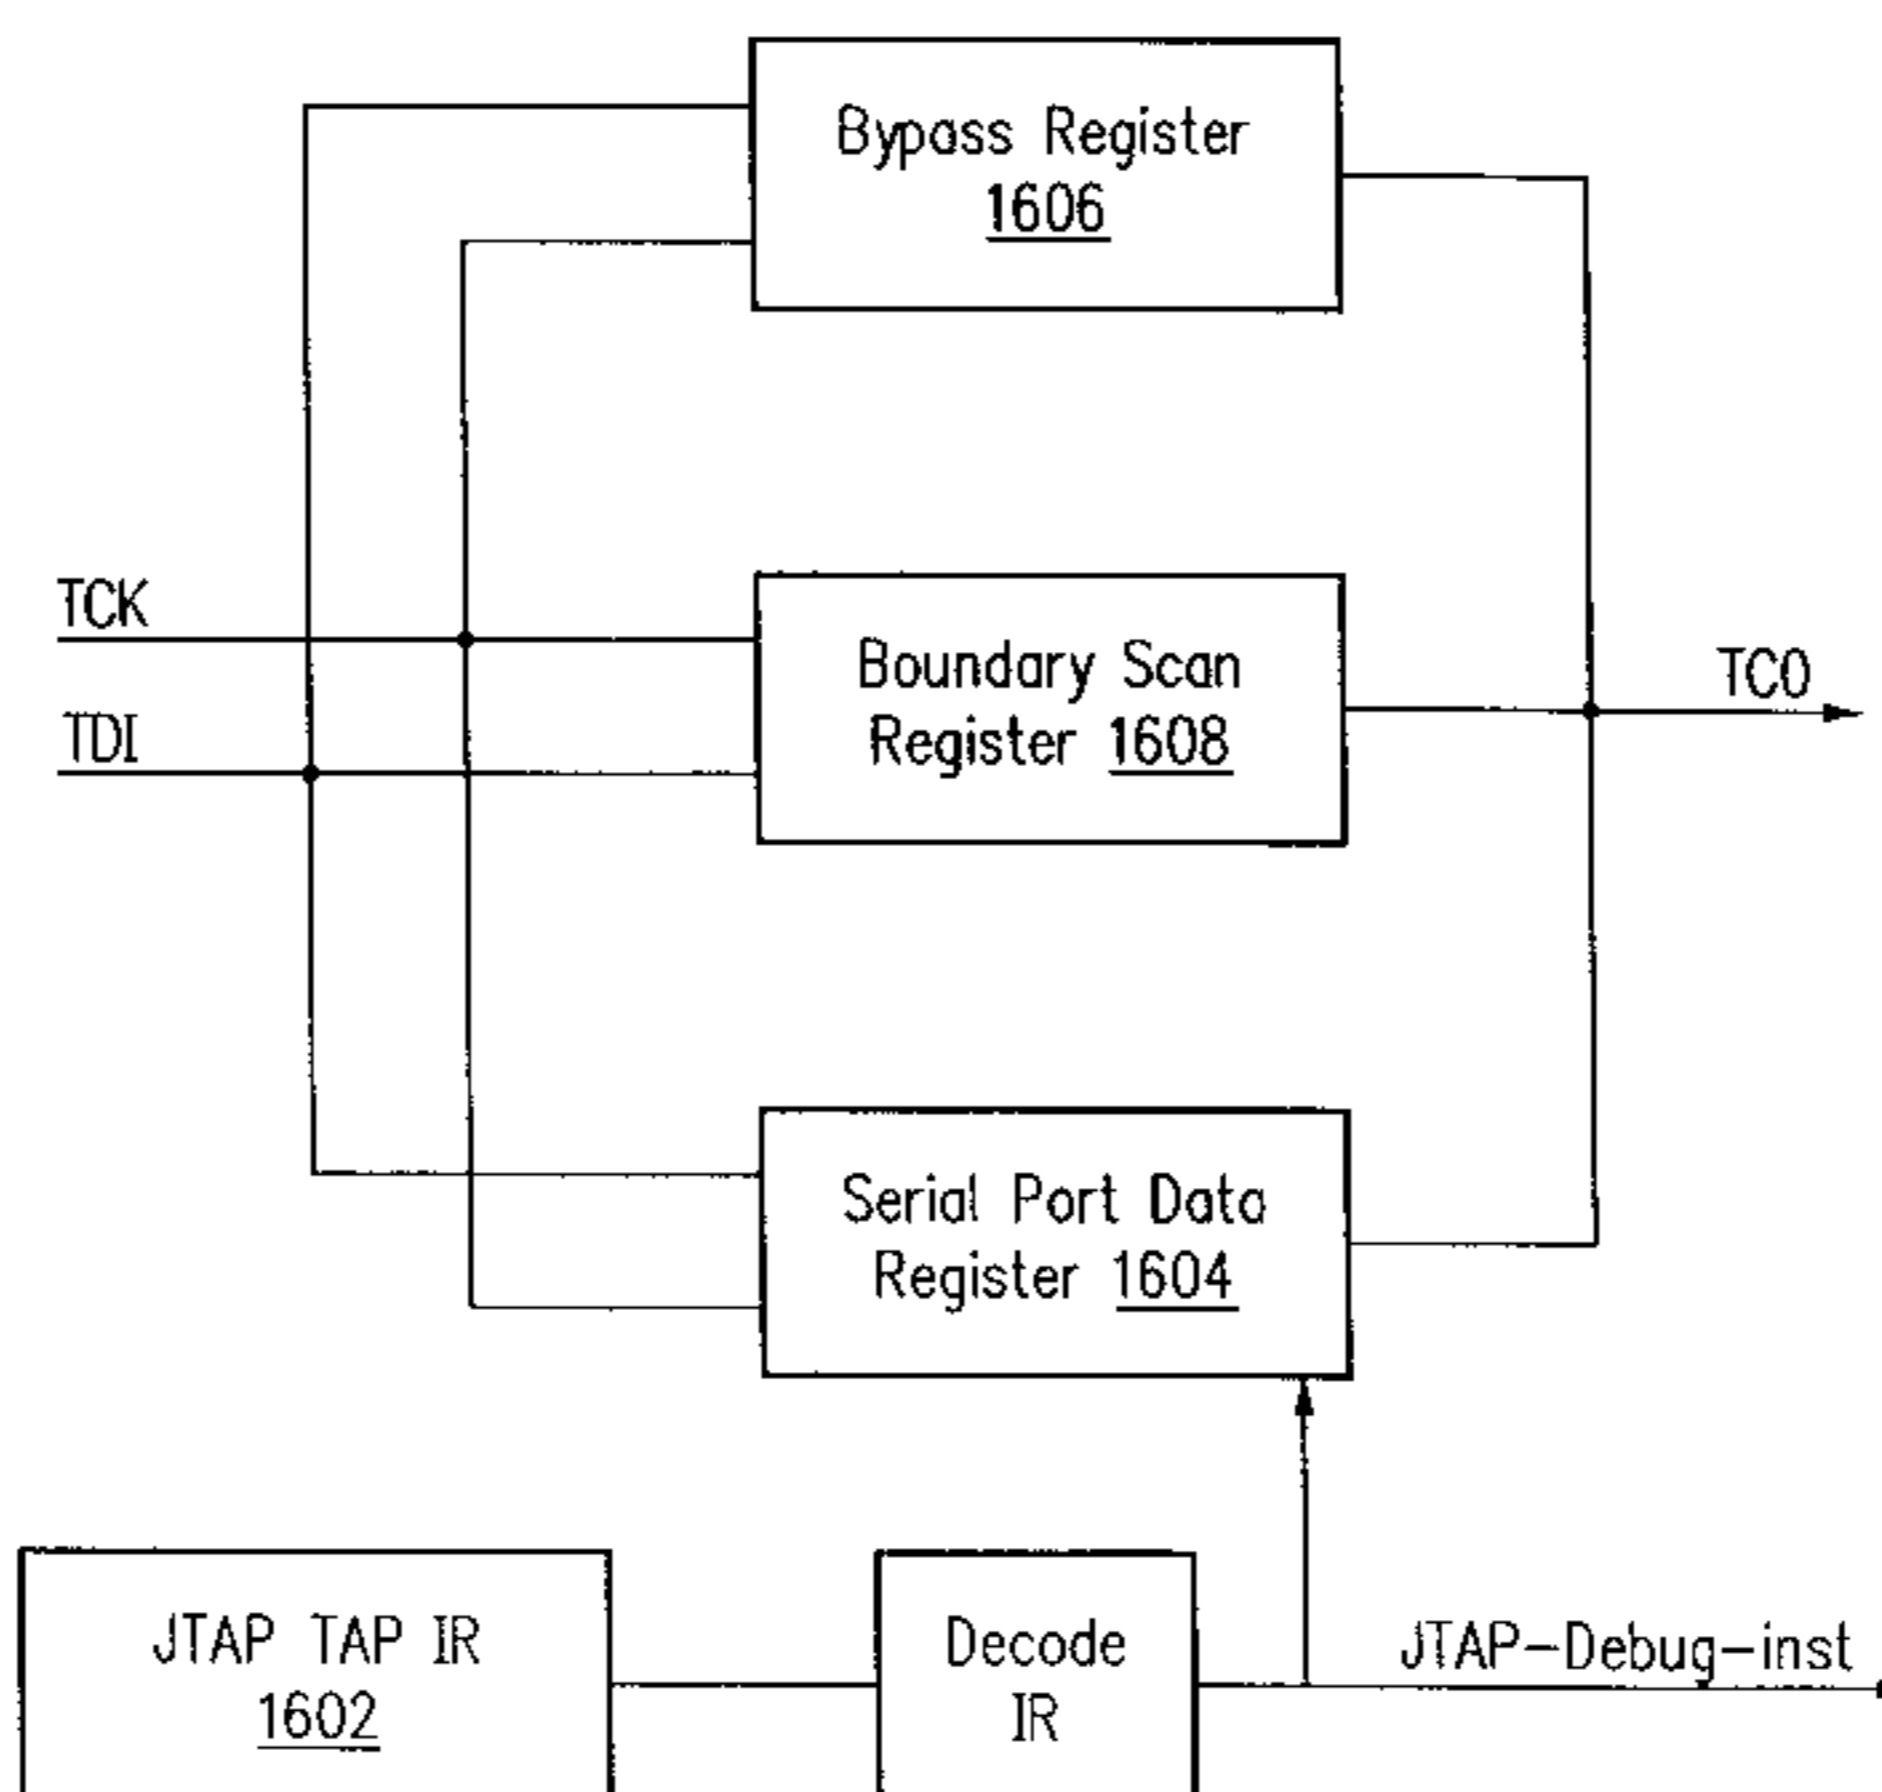 Bypass Register
1606
TCK
TDI
Boundary Scan
Register 1608
TCO
Serial Port Data
Register 1604
JTAP TAP IR
1602
Decode
IR
JTAP-Debug-inst